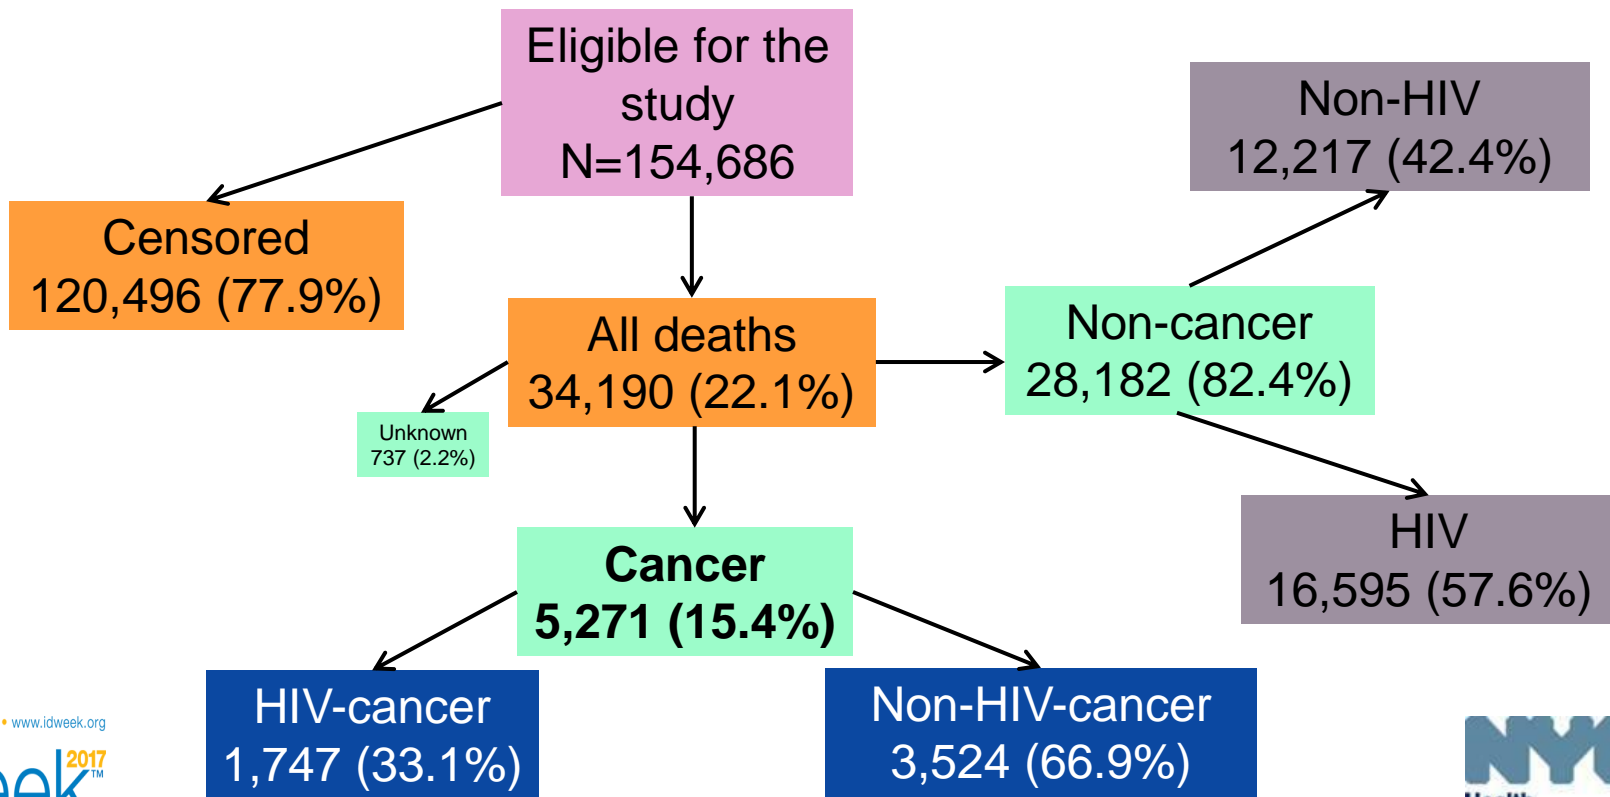 Eligible for the
study
N=154,686
Non-HIV
12,217 (42.4%)
Censored
120,496 (77.9%)
All deaths
34,190 (22.1%)
Non-cancer
28,182 (82.4%)
Unknown
737 (2.2%)
HIV
16,595 (57.6%)
Cancer
5,271 (15.4%)
HIV-cancer
1,747 (33.1%)
Non-HIV-cancer
3,524 (66.9%)
• www.idweek.org
2017
TM
NYC